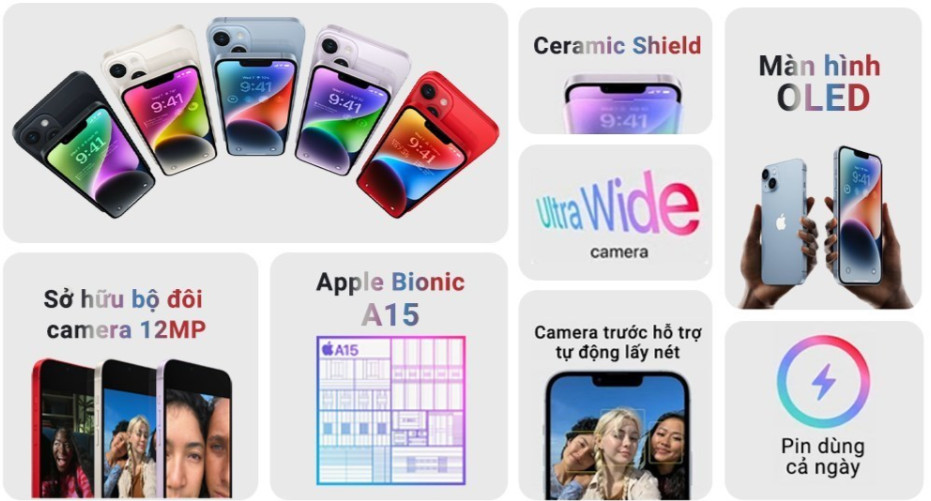 9:41
9:41
9:41
9:41
9:41
Ceramic Shield
9:41
Màn hình
OLED
9:41
Ultra Wide
camera
Sở hữu bộ đôi
camera 12MP
Apple Bionic
A15
A15
Camera trước hỗ trợ
tự động lấy nét
Pin dùng
cả ngày